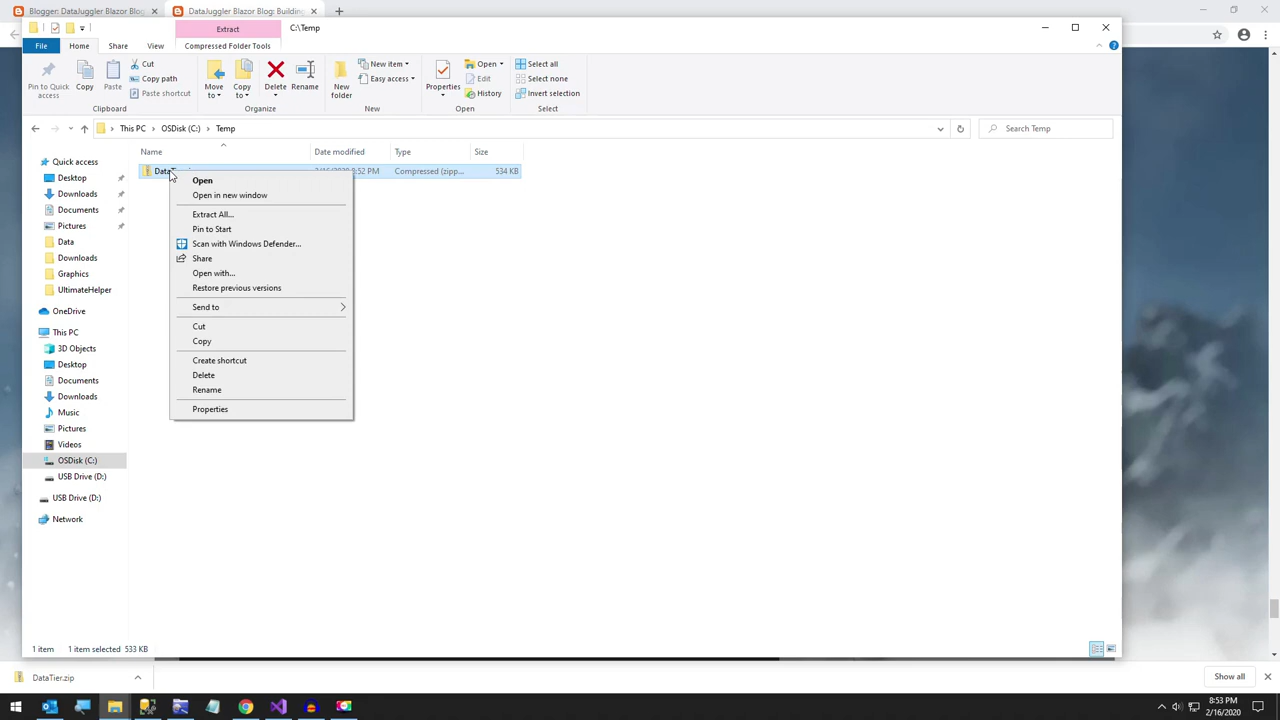 Blogger: DataJuggler Blazor Blog:
DataJuggler Blazor Blog: Building
Extract
C:\Temp
File
Home
Share
View
Compressed Folder Tools
Pin to Quick access
Copy
Paste
Cut
Copy path
Paste shortcut
Clipboard
Move to
Copy to
Delete
Rename
Organize
New folder
New item
Easy access
New
Properties
Open
Edit
History
Open
Select all
Select none
Invert selection
Select
This PC
OSDisk (C:)
Temp
Search Temp
Name
Date modified
Type
Size
8:52 PM
Compressed (zipp...
534 KB
Quick access
Desktop
Downloads
Documents
Pictures
Data
Downloads
Graphics
UltimateHelper
OneDrive
This PC
3D Objects
Desktop
Documents
Downloads
Music
Pictures
Videos
OSDisk (C:)
USB Drive (D:)
USB Drive (D:)
Network
Open
Open in new window
Extract All...
Pin to Start
Scan with Windows Defender...
Share
Open with...
Restore previous versions
Send to
Cut
Copy
Create shortcut
Delete
Rename
Properties
1 item
1 item selected 533 KB
DataTier.zip
Show all
8:53 PM
2/16/2020